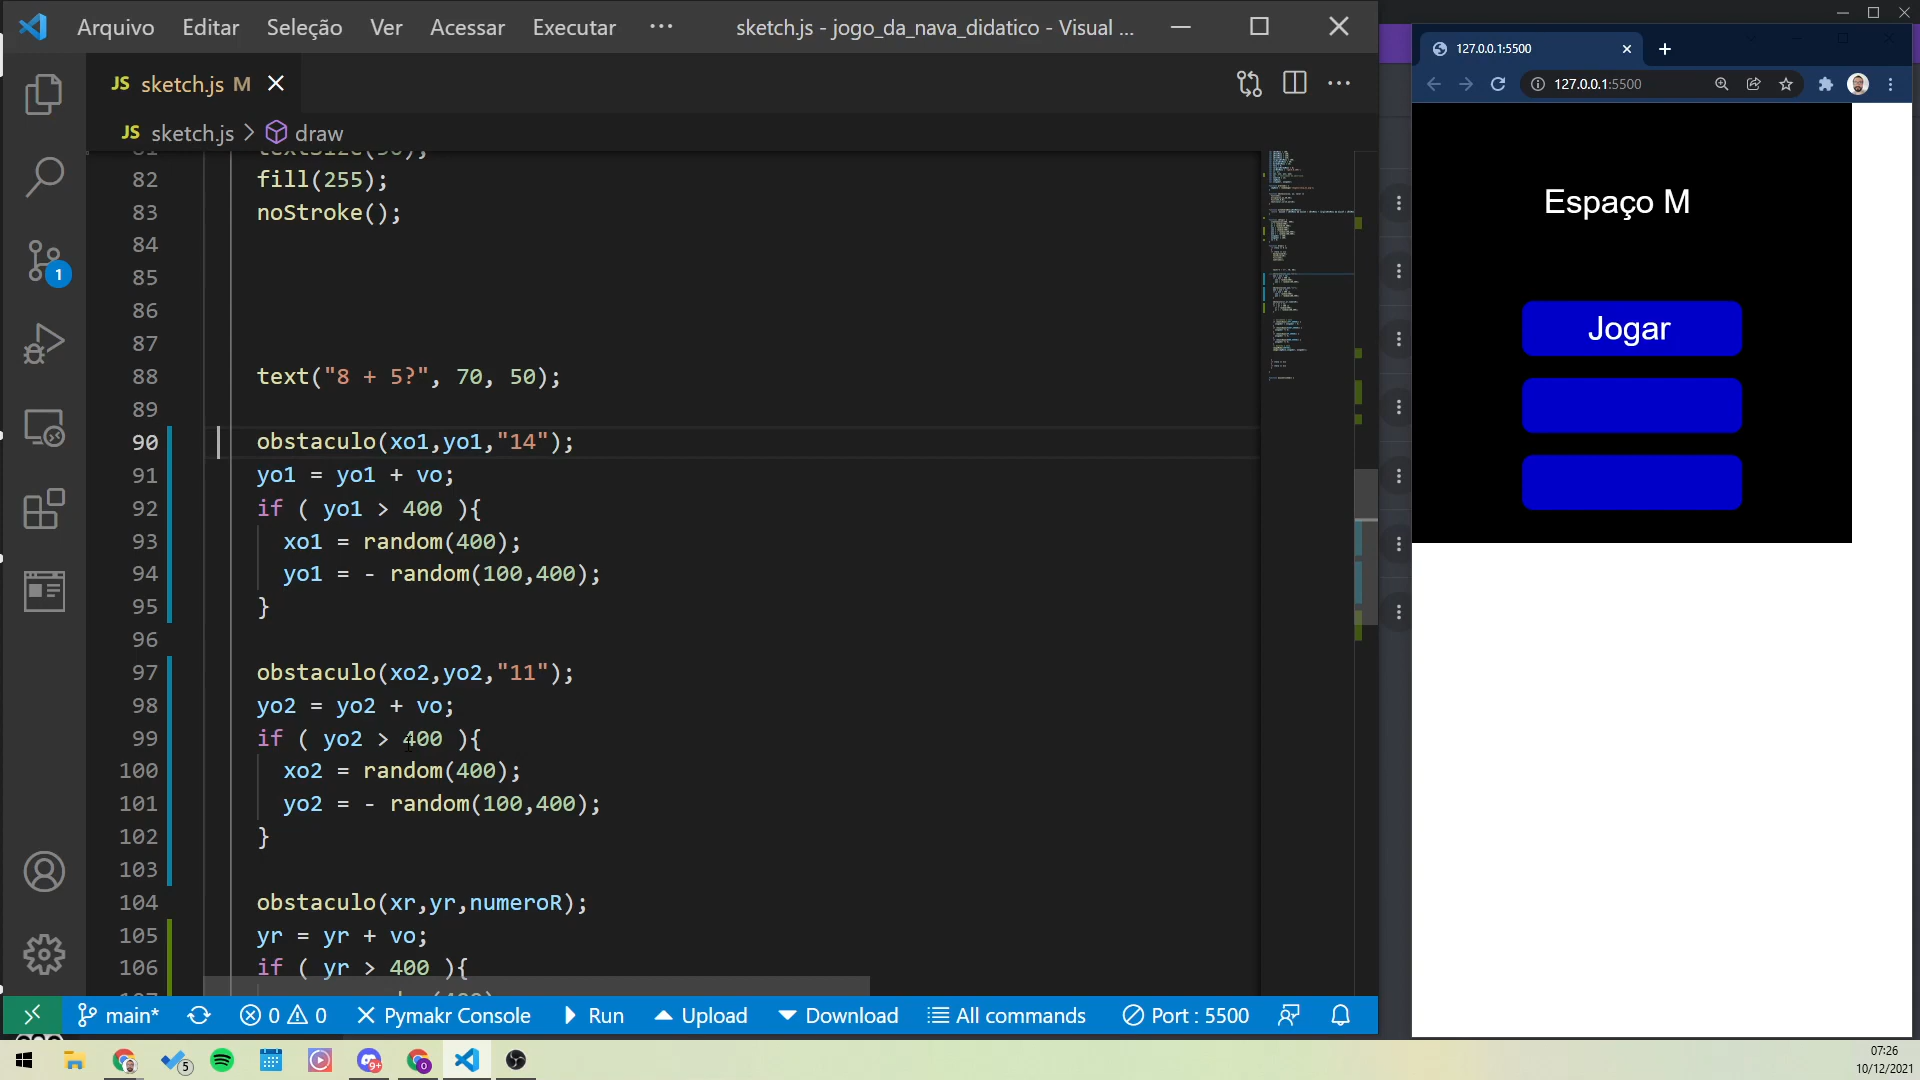 Arquivo Editar Seleção Ver Acessar Executar ··· sketch.js - jogo_da_nava_didatico - Visual ...
JS sketch.js M
JS sketch.js > draw
82 fill(255);
83 noStroke();
84
85
86
87
88 text("8 + 5?", 70, 50);
89
90 obstaculo(xo1,yo1,"14");
91 yo1 = yo1 + vo;
92 if ( yo1 > 400 ){
93 xo1 = random(400);
94 yo1 = - random(100,400);
95 }
96
97 obstaculo(xo2,yo2,"11");
98 yo2 = yo2 + vo;
99 if ( yo2 > 400 ){
100 xo2 = random(400);
101 yo2 = - random(100,400);
102 }
103
104 obstaculo(xr,yr,numeroR);
105 yr = yr + vo;
106 if ( yr > 400 ){
1
main* 0 0 Pymakr Console Run Upload Download All commands Port : 5500
127.0.0.1:5500
127.0.0.1:5500
Espaço M
Jogar
5
9+
07:26
10/12/2021